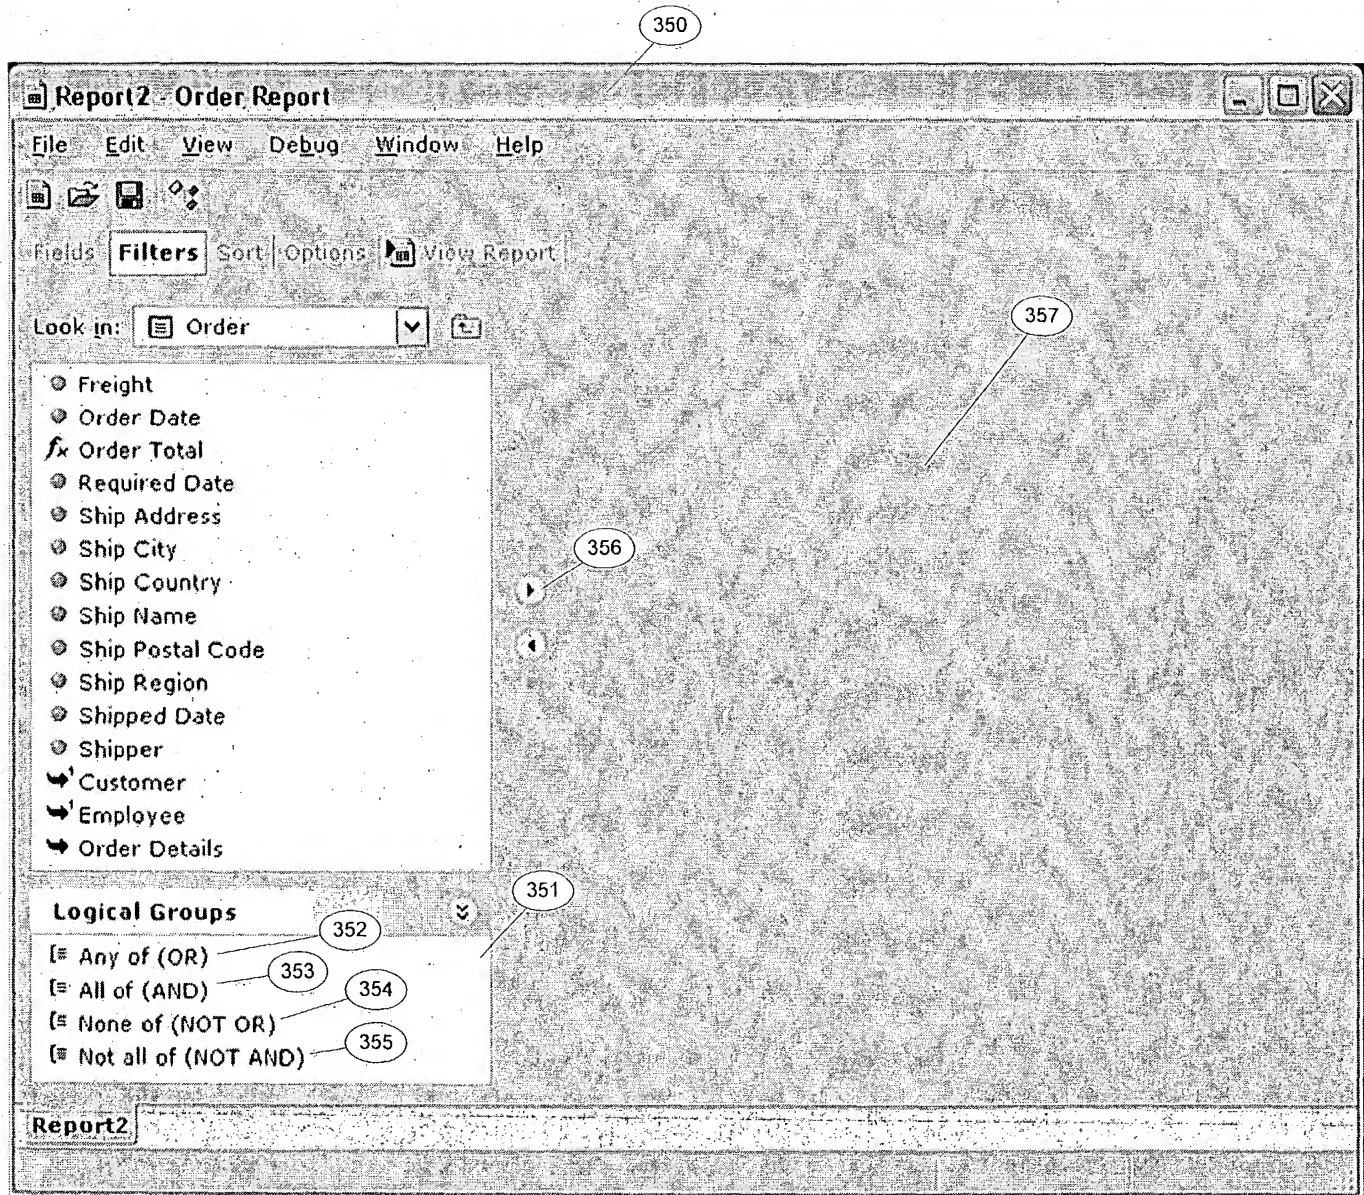 350
Report2 - Order Report
File Edit View Debug Window Help
Fields Filters Sort Options View Report
Look in: Order
357
Freight
Order Date
fx Order Total
Required Date
Ship Address
Ship City
356
Ship Country
Ship Name
Ship Postal Code
Ship Region
Shipped Date
Shipper
1 Customer
1 Employee
Order Details
351
Logical Groups
352
Any of (OR)
353
All of (AND)
354
None of (NOT OR)
355
Not all of (NOT AND)
Report2